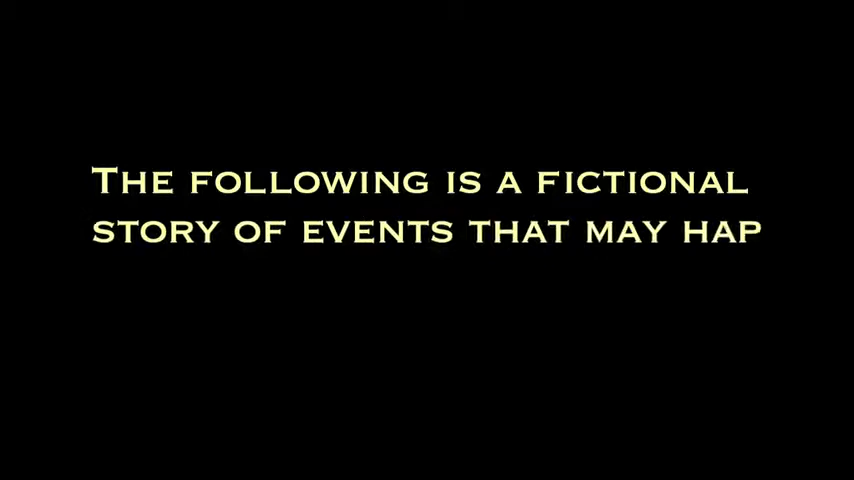 The following is a fictional
story of events that may hap